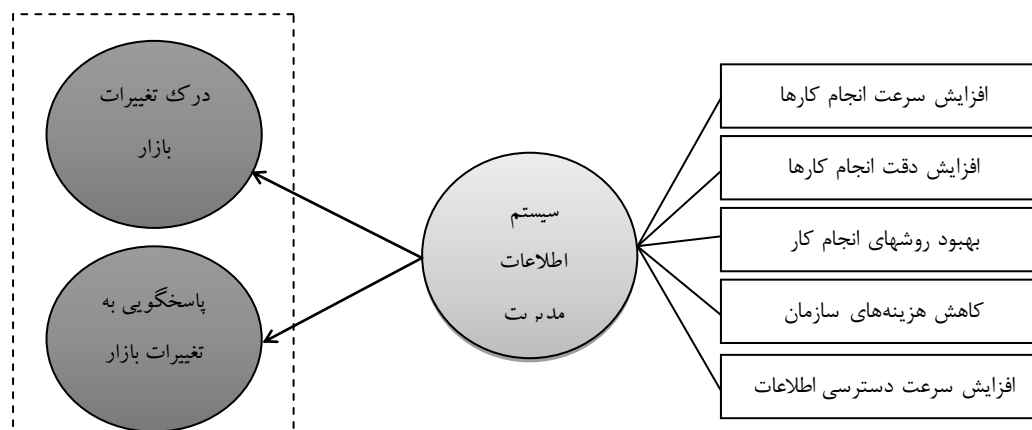 افزایش سرعت انجام کارها
افزایش دقت انجام کارها
بهبود روشهای انجام کار
کاهش هزینه‌های سازمان
افزایش سرعت دسترسی اطلاعات
سیستم
اطلاعات
مدیریت
درک تغییرات
بازار
پاسخگویی به
تغییرات بازار